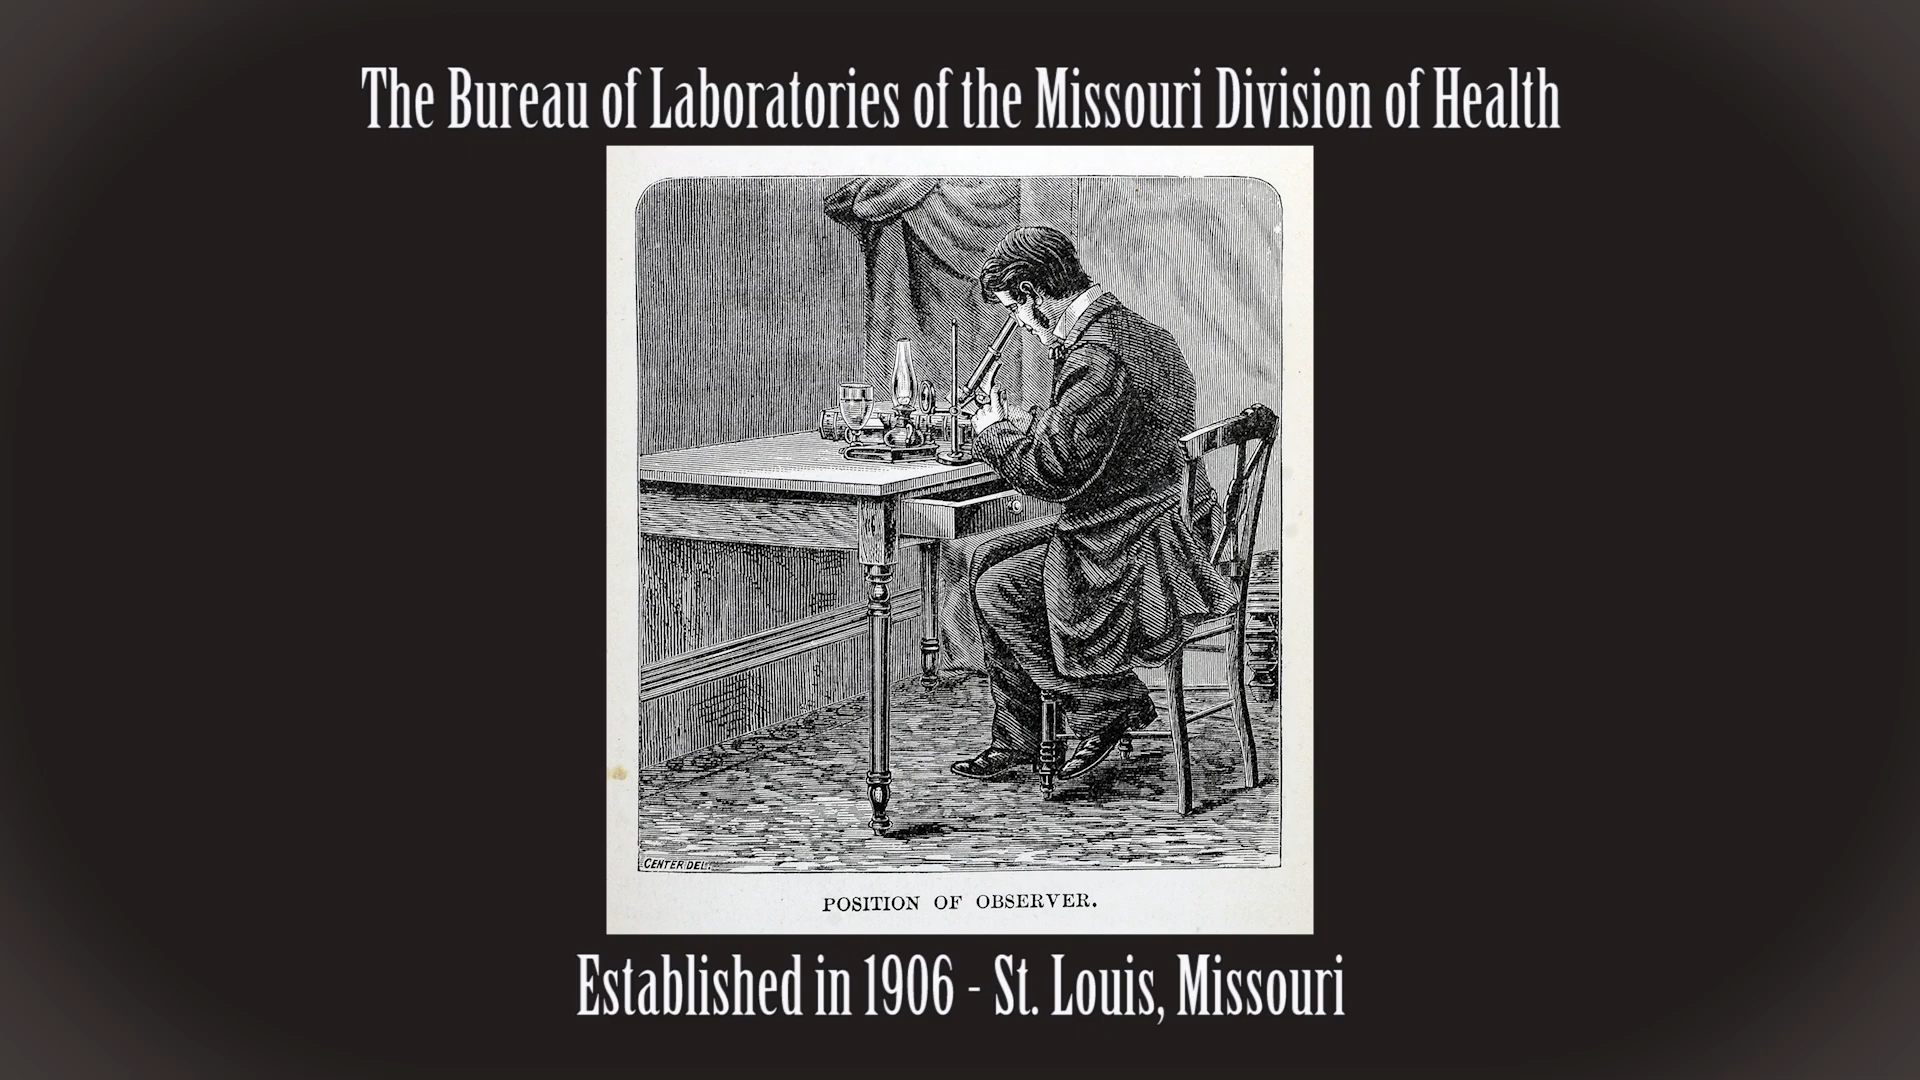 The Bureau of Laboratories of the Missouri Division of Health
CENTER DEL.
POSITION OF OBSERVER.
Established in 1906 - St. Louis, Missouri